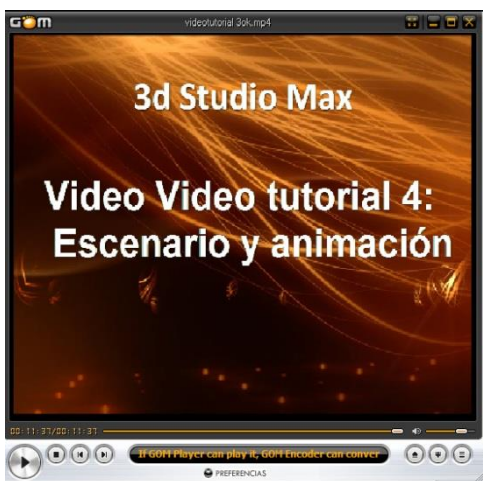 GOM
videotutorial 3ok.mp4
3d Studio Max
Video Video tutorial 4:
Escenario y animación
00:11:37/00:11:37
If GOM Player can play it, GOM Encoder can conver
PREFERENCIAS